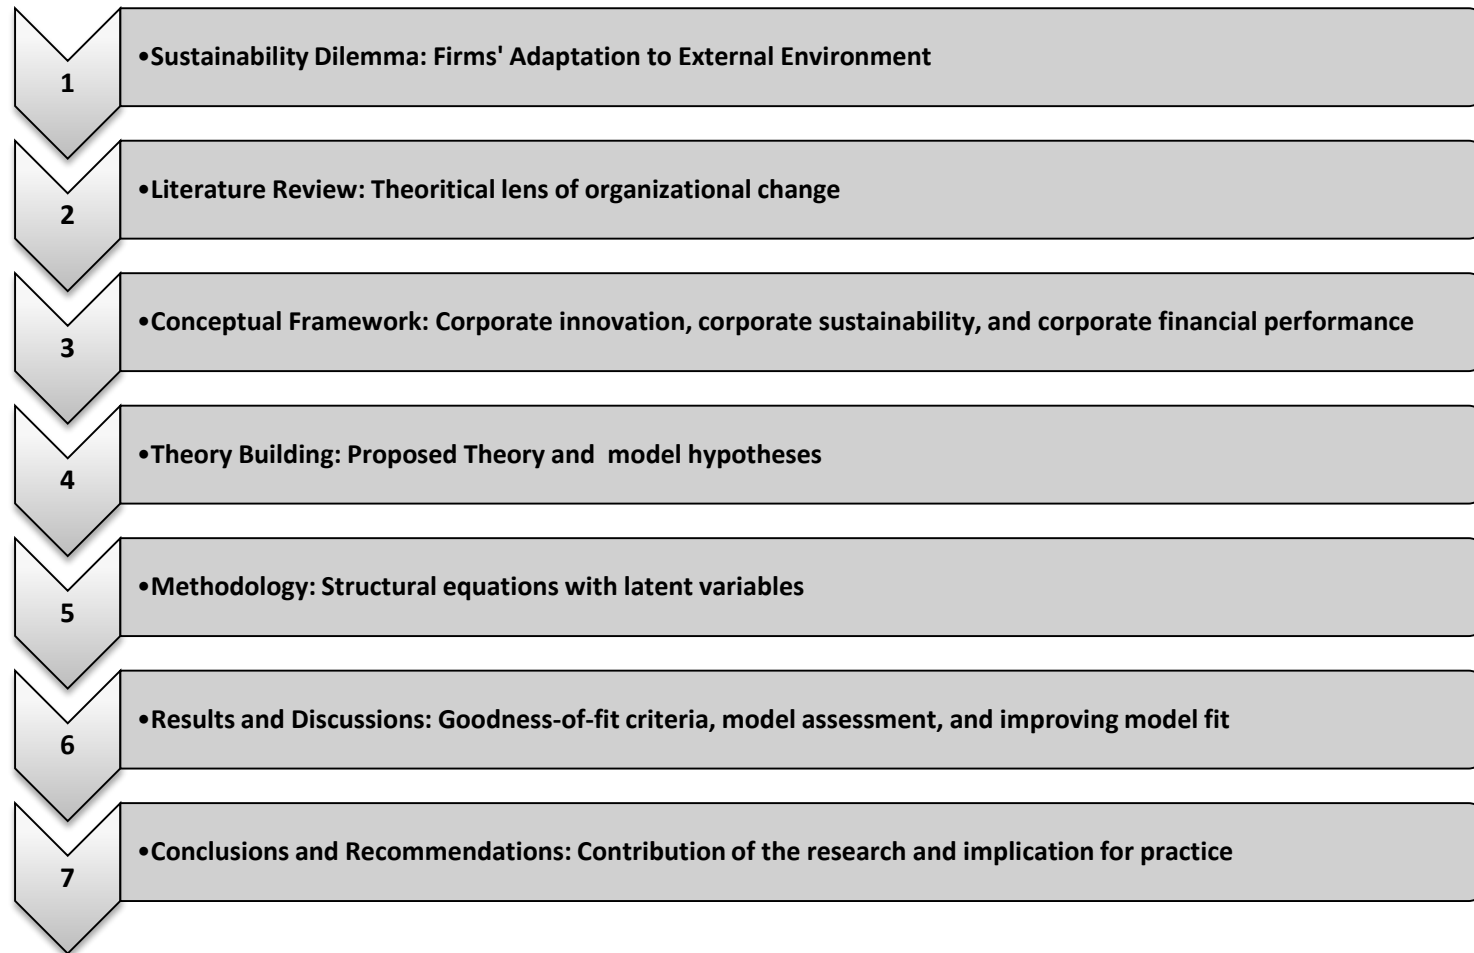 1
•Sustainability Dilemma: Firms' Adaptation to External Environment
2
•Literature Review: Theoritical lens of organizational change
3
•Conceptual Framework: Corporate innovation, corporate sustainability, and corporate financial performance
4
•Theory Building: Proposed Theory and  model hypotheses
5
•Methodology: Structural equations with latent variables
6
•Results and Discussions: Goodness-of-fit criteria, model assessment, and improving model fit
7
•Conclusions and Recommendations: Contribution of the research and implication for practice